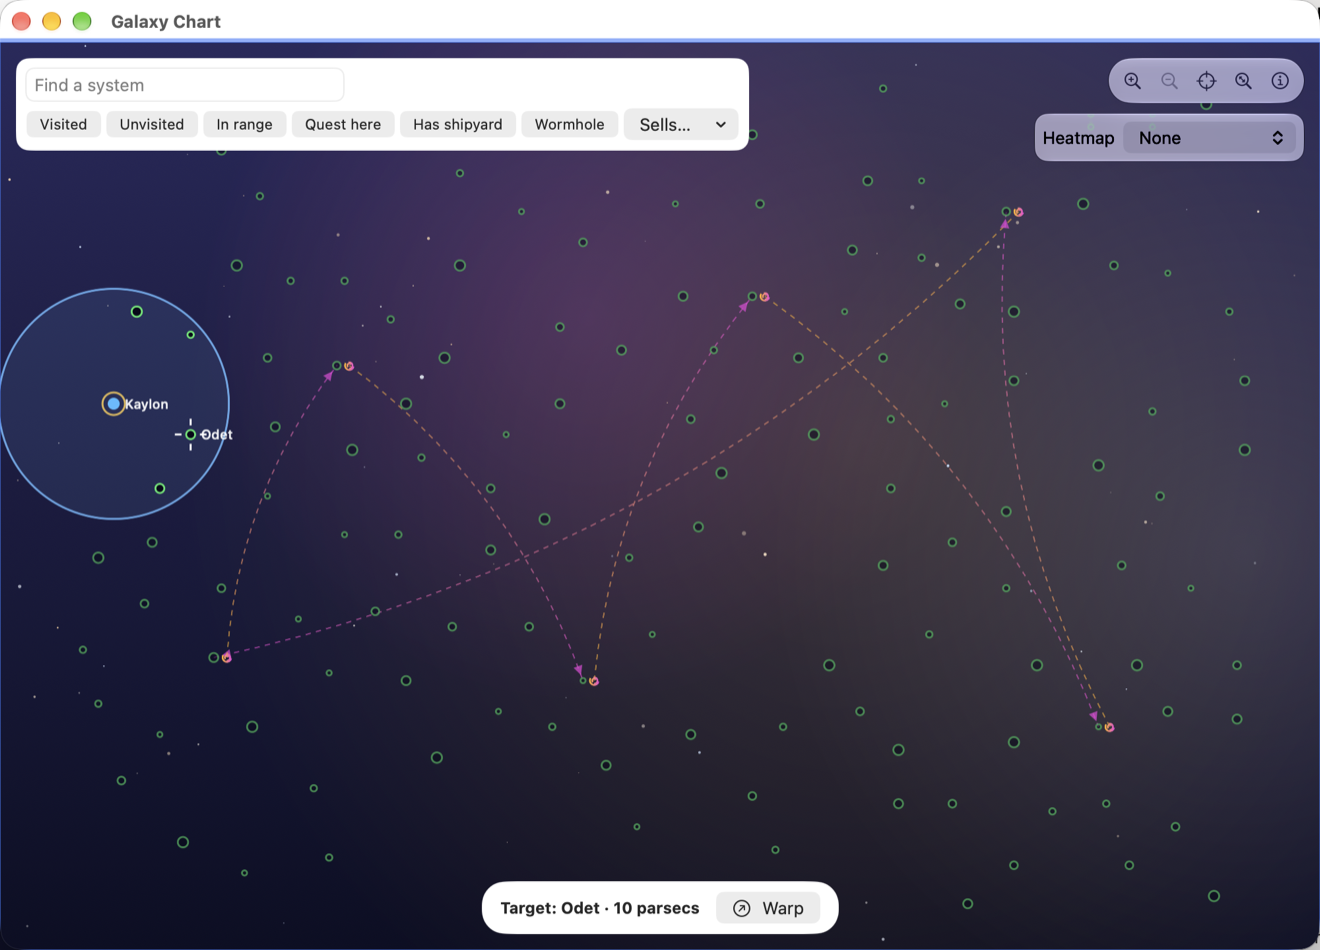 Galaxy Chart
Find a system
Visited
Unvisited
In range
Quest here
Has shipyard
Wormhole
Sells...
Heatmap
None
Kaylon
Odet
Target: Odet · 10 parsecs
Warp